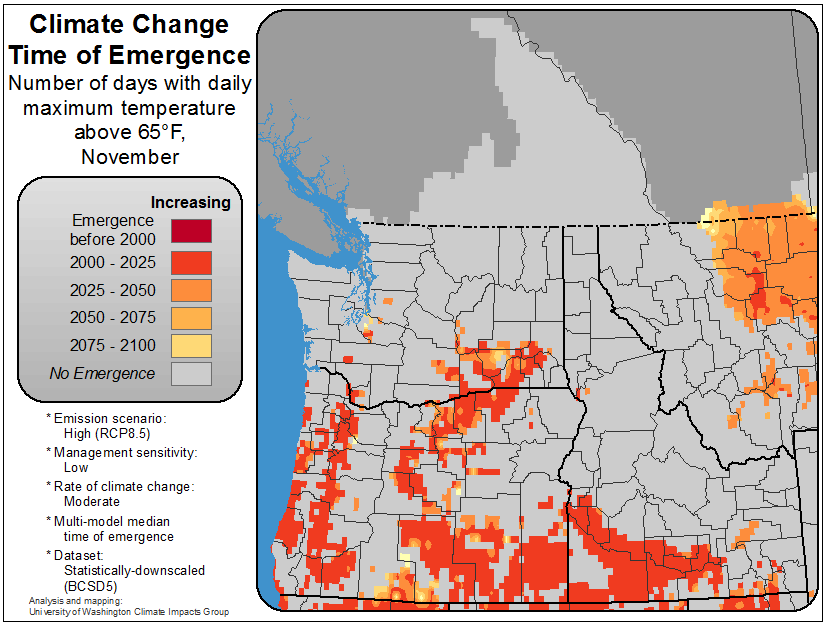 Climate Change
Time of Emergence
Number of days with daily
maximum temperature
above 65°F,
November
Increasing
Emergence
before 2000
2000 - 2025
2025 - 2050
2050 - 2075
2075 - 2100
No Emergence
* Emission scenario:
High (RCP8.5)
* Management sensitivity:
Low
* Rate of climate change:
Moderate
* Multi-model median
time of emergence
* Dataset:
Statistically-downscaled
(BCSD5)
Analysis and mapping:
University of Washington Climate Impacts Group